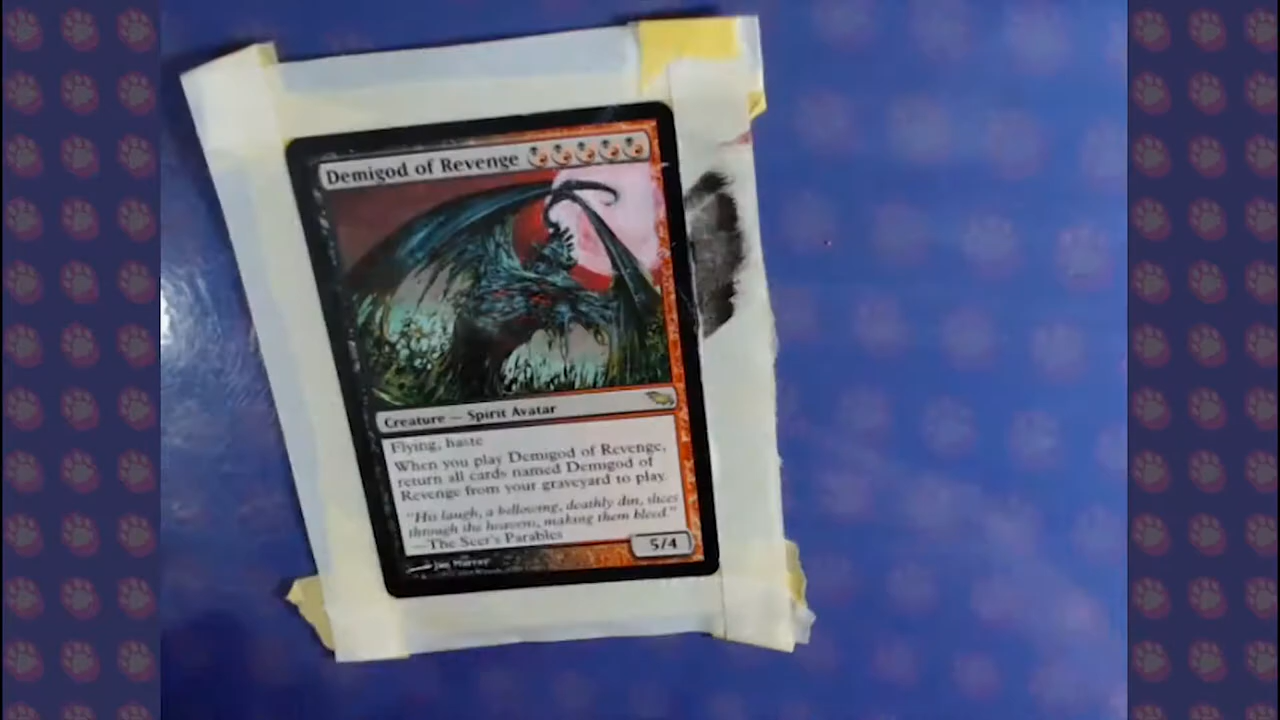 Demigod of Revenge
Creature — Spirit Avatar
Flying, haste
When you play Demigod of Revenge,
return all cards named Demigod of
Revenge from your graveyard to play.
"His laugh, a bellowing, deathly din, slices
through the heavens, making them bleed."
—The Seer's Parables
5/4
Jim Murray